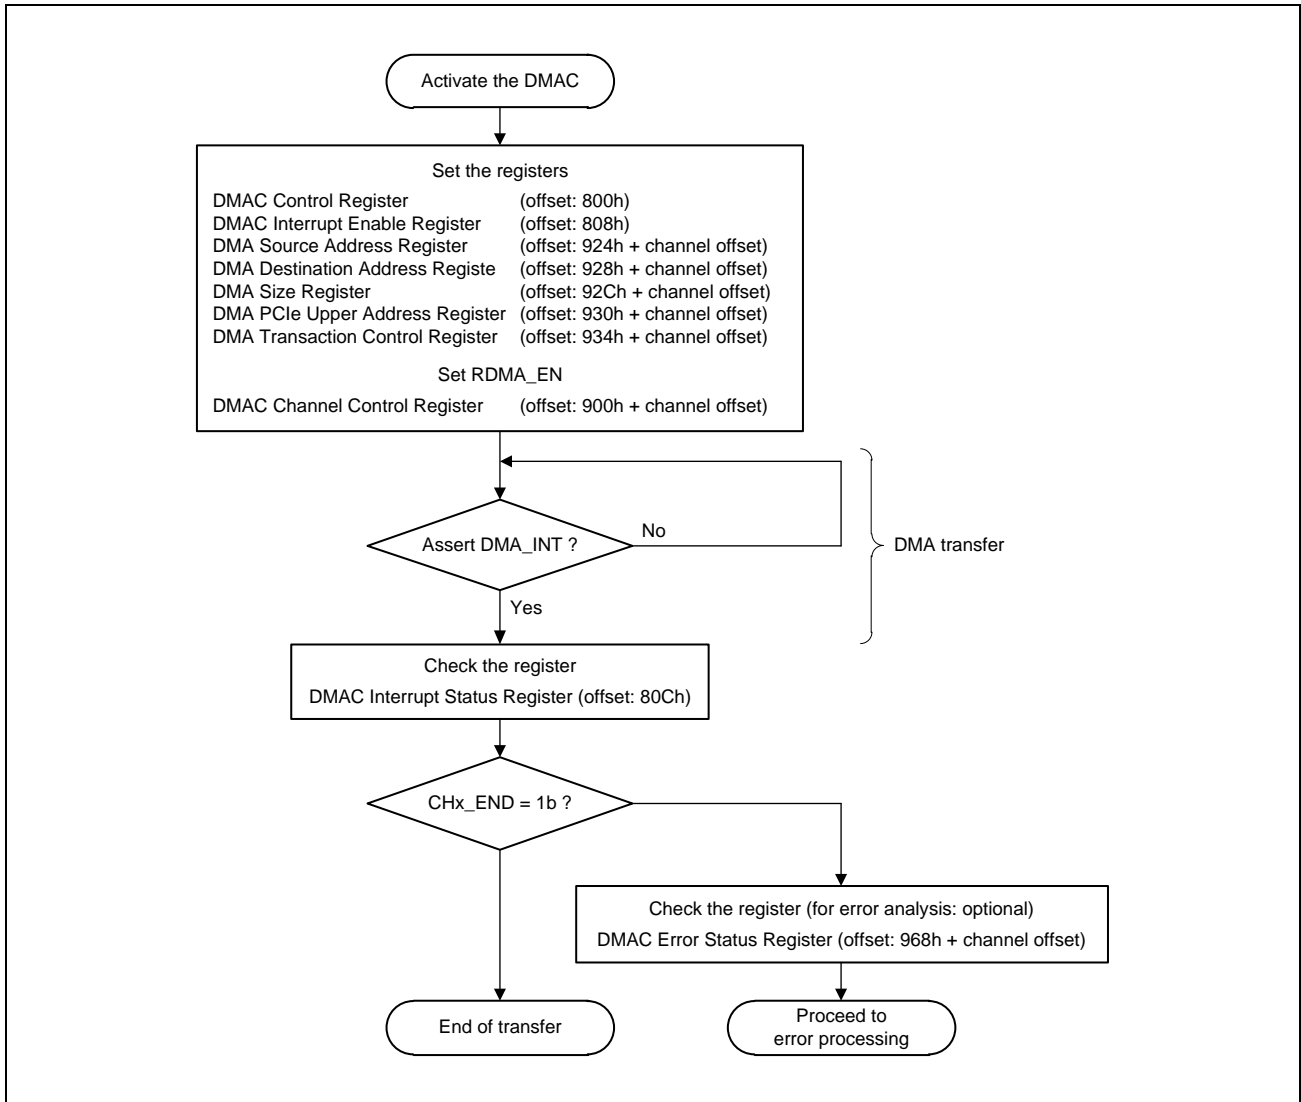 Activate the DMAC
Set the registers
DMAC Control Register (offset: 800h)
DMAC Interrupt Enable Register (offset: 808h)
DMA Source Address Register (offset: 924h + channel offset)
DMA Destination Address Registe (offset: 928h + channel offset)
DMA Size Register (offset: 92Ch + channel offset)
DMA PCIe Upper Address Register (offset: 930h + channel offset)
DMA Transaction Control Register (offset: 934h + channel offset)
Set RDMA_EN
DMAC Channel Control Register (offset: 900h + channel offset)
Assert DMA_INT ?
No
DMA transfer
Yes
Check the register
DMAC Interrupt Status Register (offset: 80Ch)
CHx_END = 1b ?
Check the register (for error analysis: optional)
DMAC Error Status Register (offset: 968h + channel offset)
End of transfer
Proceed to
error processing